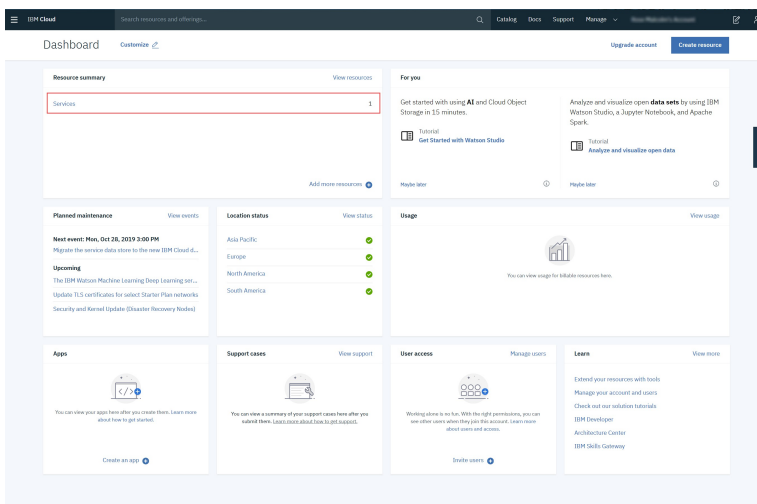 IBM Cloud
Search resources and offerings...
Catalog
Docs
Support
Manage
Dashboard
Customize
Upgrade account
Create resource
Resource summary
View resources
Services
1
Add more resources
For you
Get started with using AI and Cloud Object
Storage in 15 minutes.
Tutorial
Get Started with Watson Studio
Maybe later
Analyze and visualize open data sets by using IBM
Watson Studio, a Jupyter Notebook, and Apache
Spark.
Tutorial
Analyze and visualize open data
Maybe later
Planned maintenance
View events
Next event: Mon, Oct 28, 2019 3:00 PM
Migrate the service data store to the new IBM Cloud d...
Upcoming
The IBM Watson Machine Learning Deep Learning ser...
Update TLS certificates for select Starter Plan networks
Security and Kernel Update (Disaster Recovery Nodes)
Location status
View status
Asia Pacific
Europe
North America
South America
Usage
View usage
You can view usage for billable resources here.
Apps
You can view your apps here after you create them. Learn more
about how to get started.
Create an app
Support cases
View support
You can view a summary of your support cases here after you
submit them. Learn more about how to get support.
User access
Manage users
Working alone is no fun. With the right permissions, you can
see other users when they join this account. Learn more
about users and access.
Invite users
Learn
View more
Extend your resources with tools
Manage your account and users
Check out our solution tutorials
IBM Developer
Architecture Center
IBM Skills Gateway